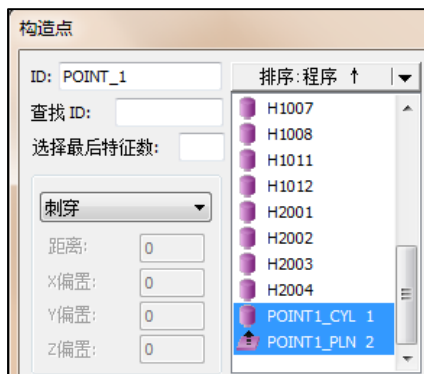 构造点
ID: POINT_1
查找 ID:
选择最后特征数:
刺穿
距离: 0
X偏置: 0
Y偏置: 0
Z偏置: 0
排序:程序 ↑
H1007
H1008
H1011
H1012
H2001
H2002
H2003
H2004
POINT1_CYL 1
POINT1_PLN 2